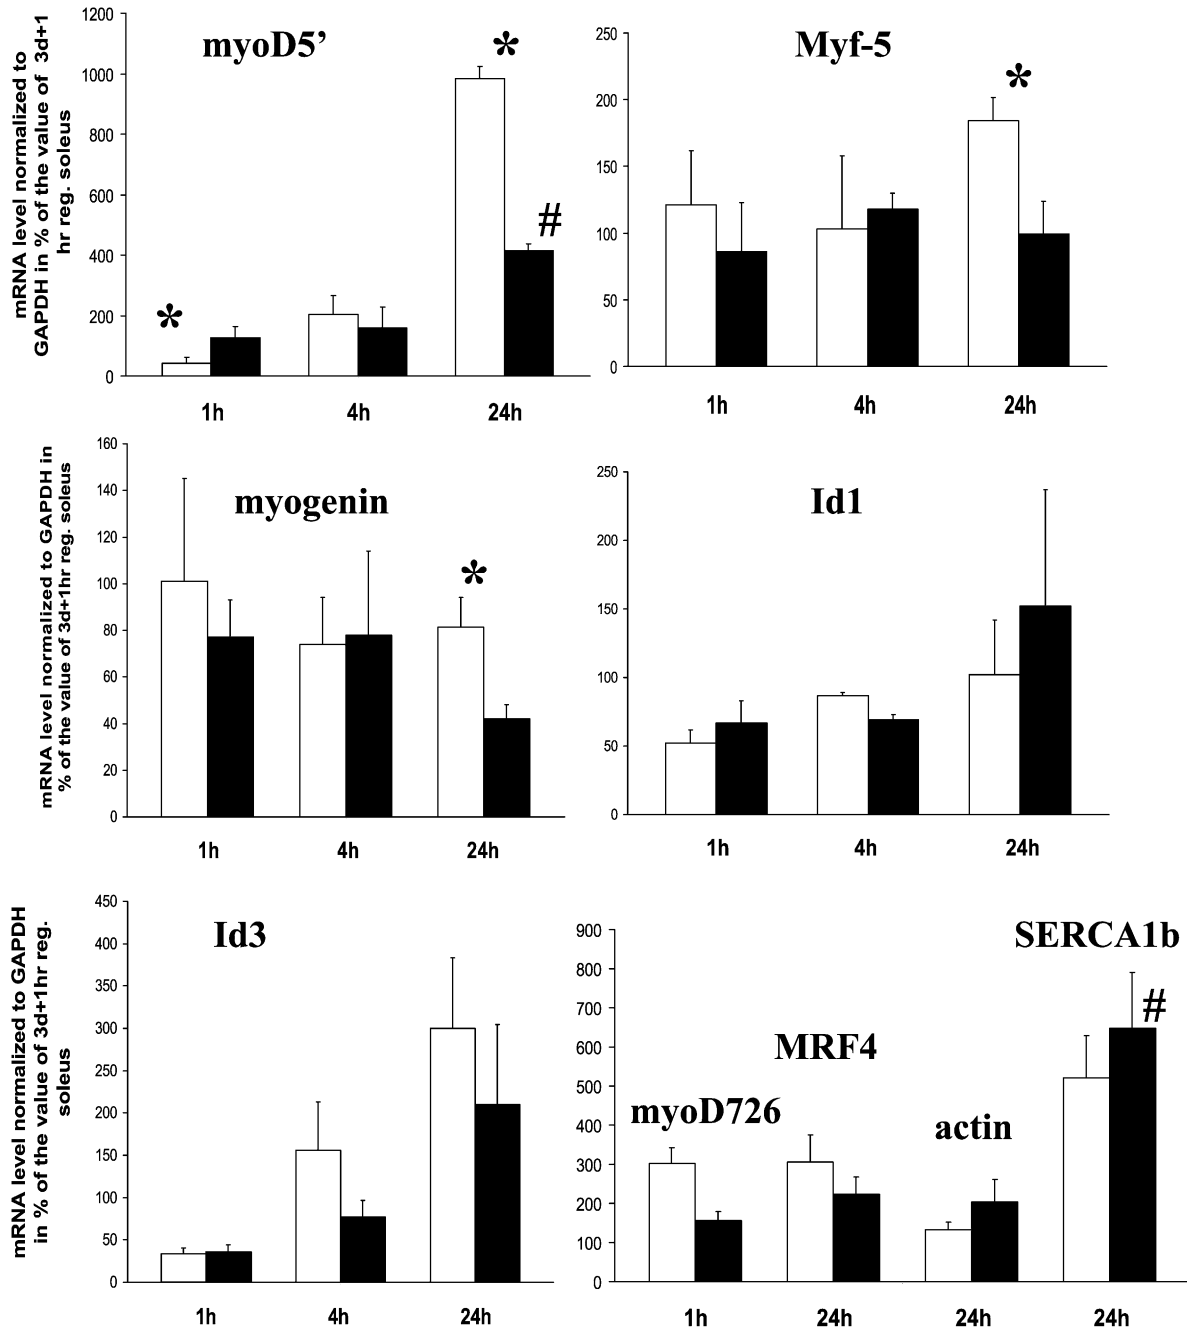 mRNA level normalized to
GAPDH in % of the value of 3d+1
hr reg. soleus
1200
1000
800
600
400
200
0
myoD5’
*
*
#
1h 4h 24h
250
200
150
100
50
0
Myf-5
*
1h 4h 24h
mRNA level normalized to GAPDH in
% of the value of 3d+1hr reg. soleus
160
140
120
100
80
60
40
20
0
myogenin
*
1h 4h 24h
250
200
150
100
50
0
Id1
1h 4h 24h
mRNA level normalized to GAPDH
in % of the value of 3d+1hr reg.
soleus
450
400
350
300
250
200
150
100
50
0
Id3
1h 4h 24h
900
800
700
600
500
400
300
200
100
0
SERCA1b
#
MRF4
myoD726
actin
1h 24h 24h 24h